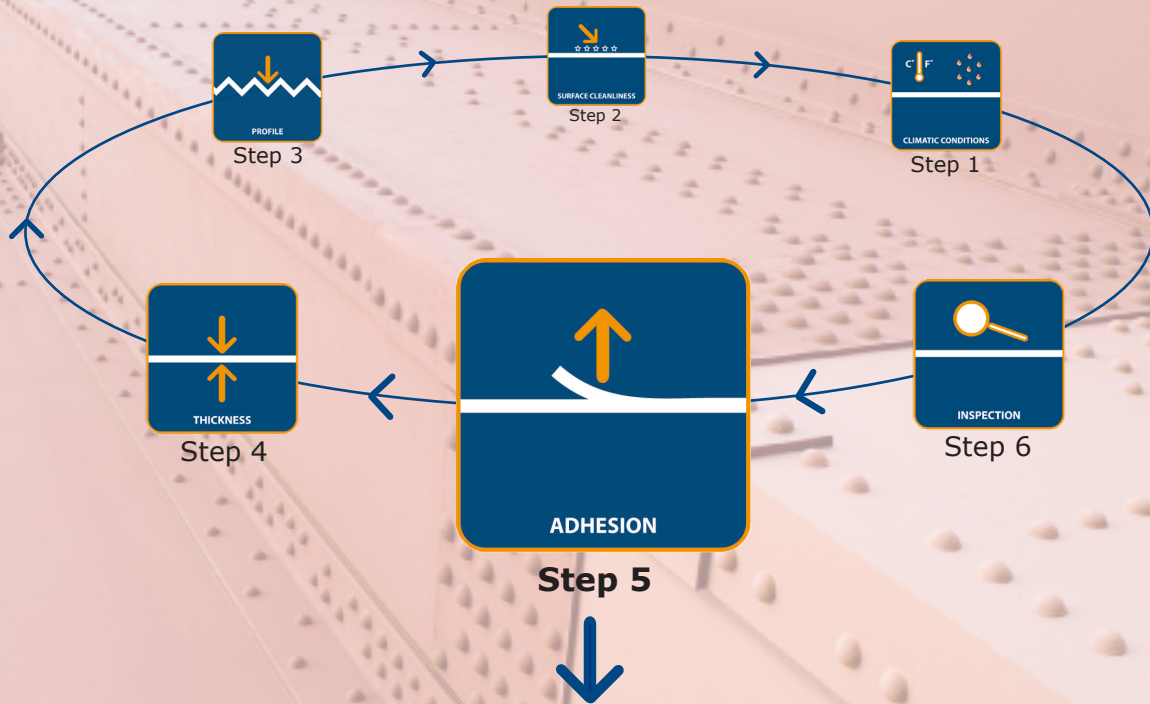 C° F°
CLIMATIC CONDITIONS
Step 1
SURFACE CLEANLINESS
Step 2
PROFILE
Step 3
THICKNESS
Step 4
ADHESION
Step 5
INSPECTION
Step 6